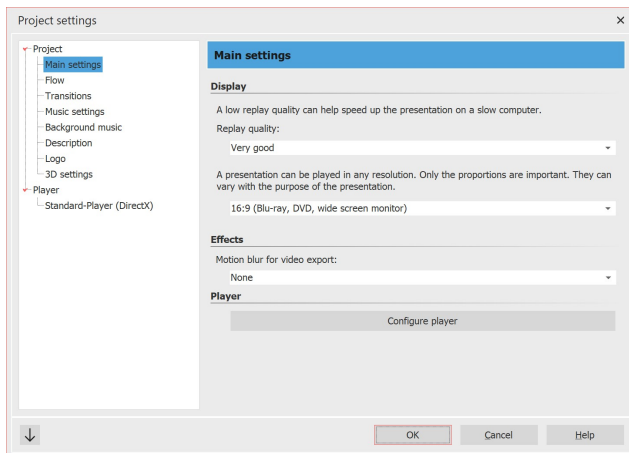 Project settings
Project
Main settings
Flow
Transitions
Music settings
Background music
Description
Logo
3D settings
Player
Standard-Player (DirectX)
Main settings
Display
A low replay quality can help speed up the presentation on a slow computer.
Replay quality:
Very good
A presentation can be played in any resolution. Only the proportions are important. They can
vary with the purpose of the presentation.
16:9 (Blu-ray, DVD, wide screen monitor)
Effects
Motion blur for video export:
None
Player
Configure player
OK
Cancel
Help